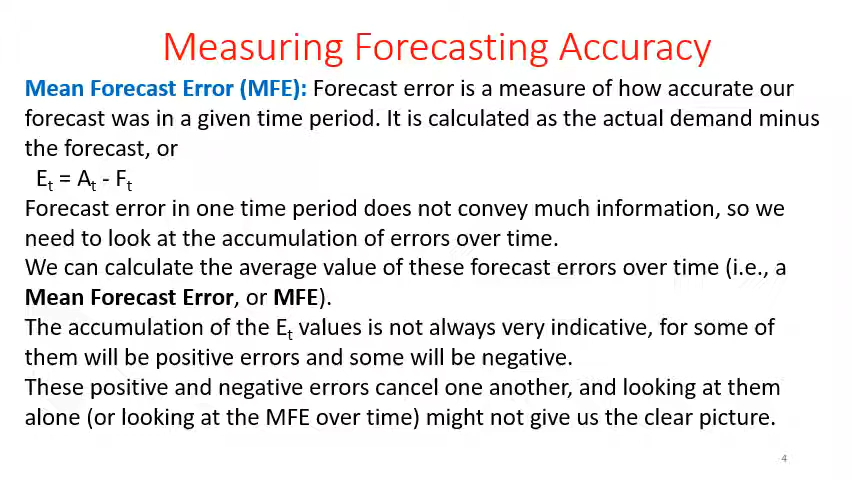 Measuring Forecasting Accuracy
Mean Forecast Error (MFE): Forecast error is a measure of how accurate our
forecast was in a given time period. It is calculated as the actual demand minus
the forecast, or
Et = At - Ft
Forecast error in one time period does not convey much information, so we
need to look at the accumulation of errors over time.
We can calculate the average value of these forecast errors over time (i.e., a
Mean Forecast Error, or MFE).
The accumulation of the Et values is not always very indicative, for some of
them will be positive errors and some will be negative.
These positive and negative errors cancel one another, and looking at them
alone (or looking at the MFE over time) might not give us the clear picture.
4